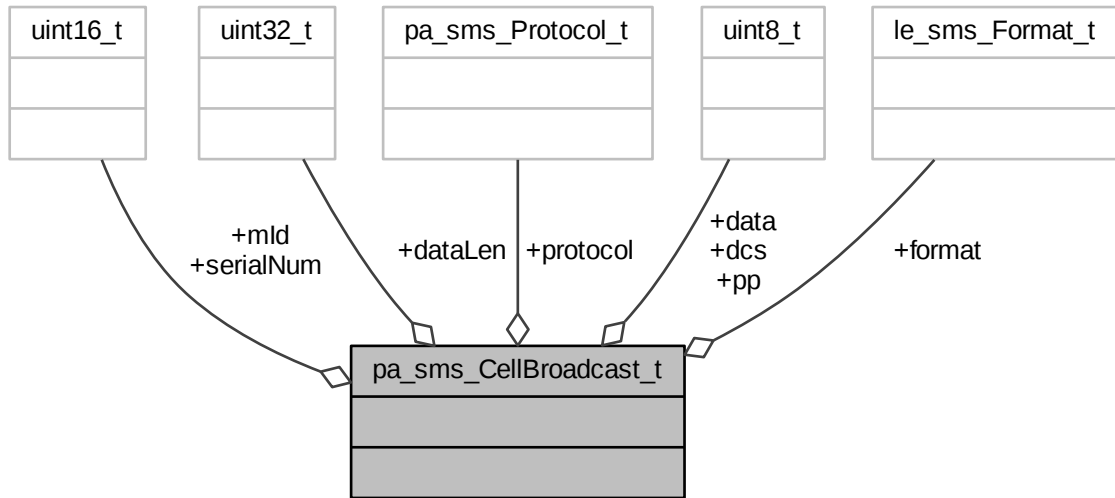 uint16_t
uint32_t
pa_sms_Protocol_t
uint8_t
le_sms_Format_t
+mId
+serialNum
+dataLen
+protocol
+data
+dcs
+pp
+format
pa_sms_CellBroadcast_t